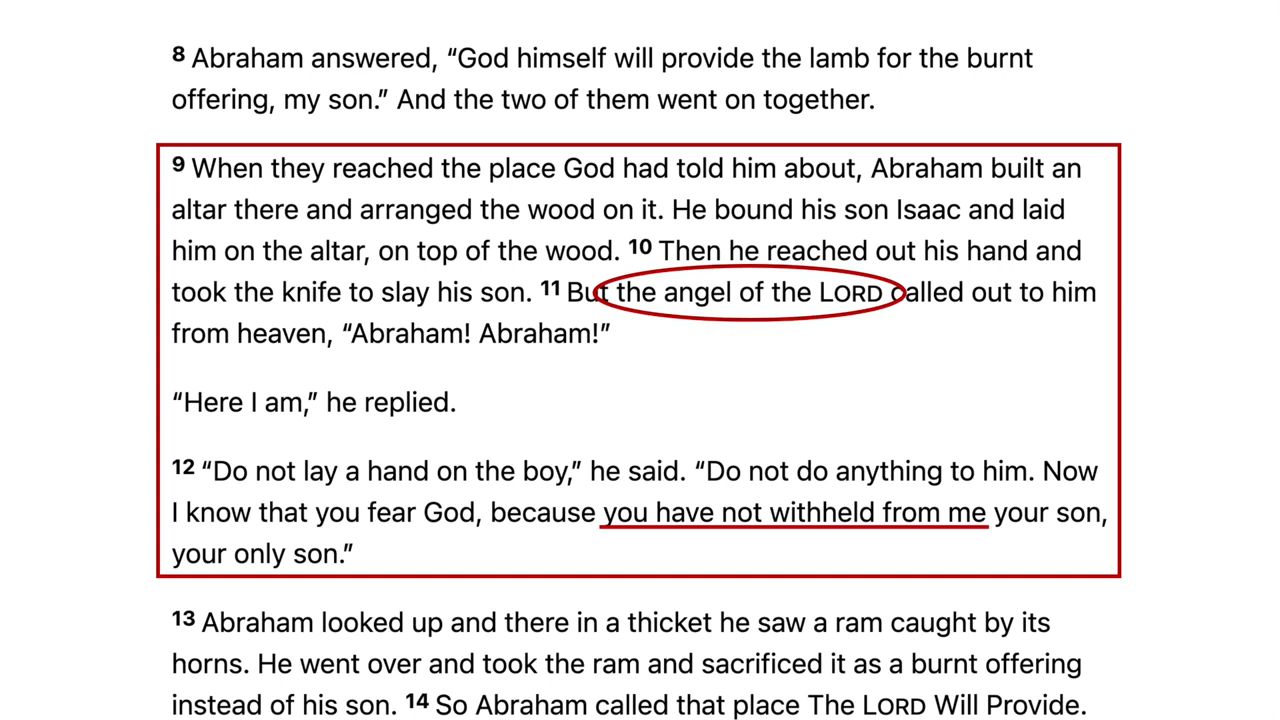 8 Abraham answered, “God himself will provide the lamb for the burnt
offering, my son.” And the two of them went on together.
9 When they reached the place God had told him about, Abraham built an
altar there and arranged the wood on it. He bound his son Isaac and laid
him on the altar, on top of the wood. 10 Then he reached out his hand and
took the knife to slay his son. 11 But the angel of the LORD called out to him
from heaven, “Abraham! Abraham!”
“Here I am,” he replied.
12 “Do not lay a hand on the boy,” he said. “Do not do anything to him. Now
I know that you fear God, because you have not withheld from me your son,
your only son.”
13 Abraham looked up and there in a thicket he saw a ram caught by its
horns. He went over and took the ram and sacrificed it as a burnt offering
instead of his son. 14 So Abraham called that place The LORD Will Provide.